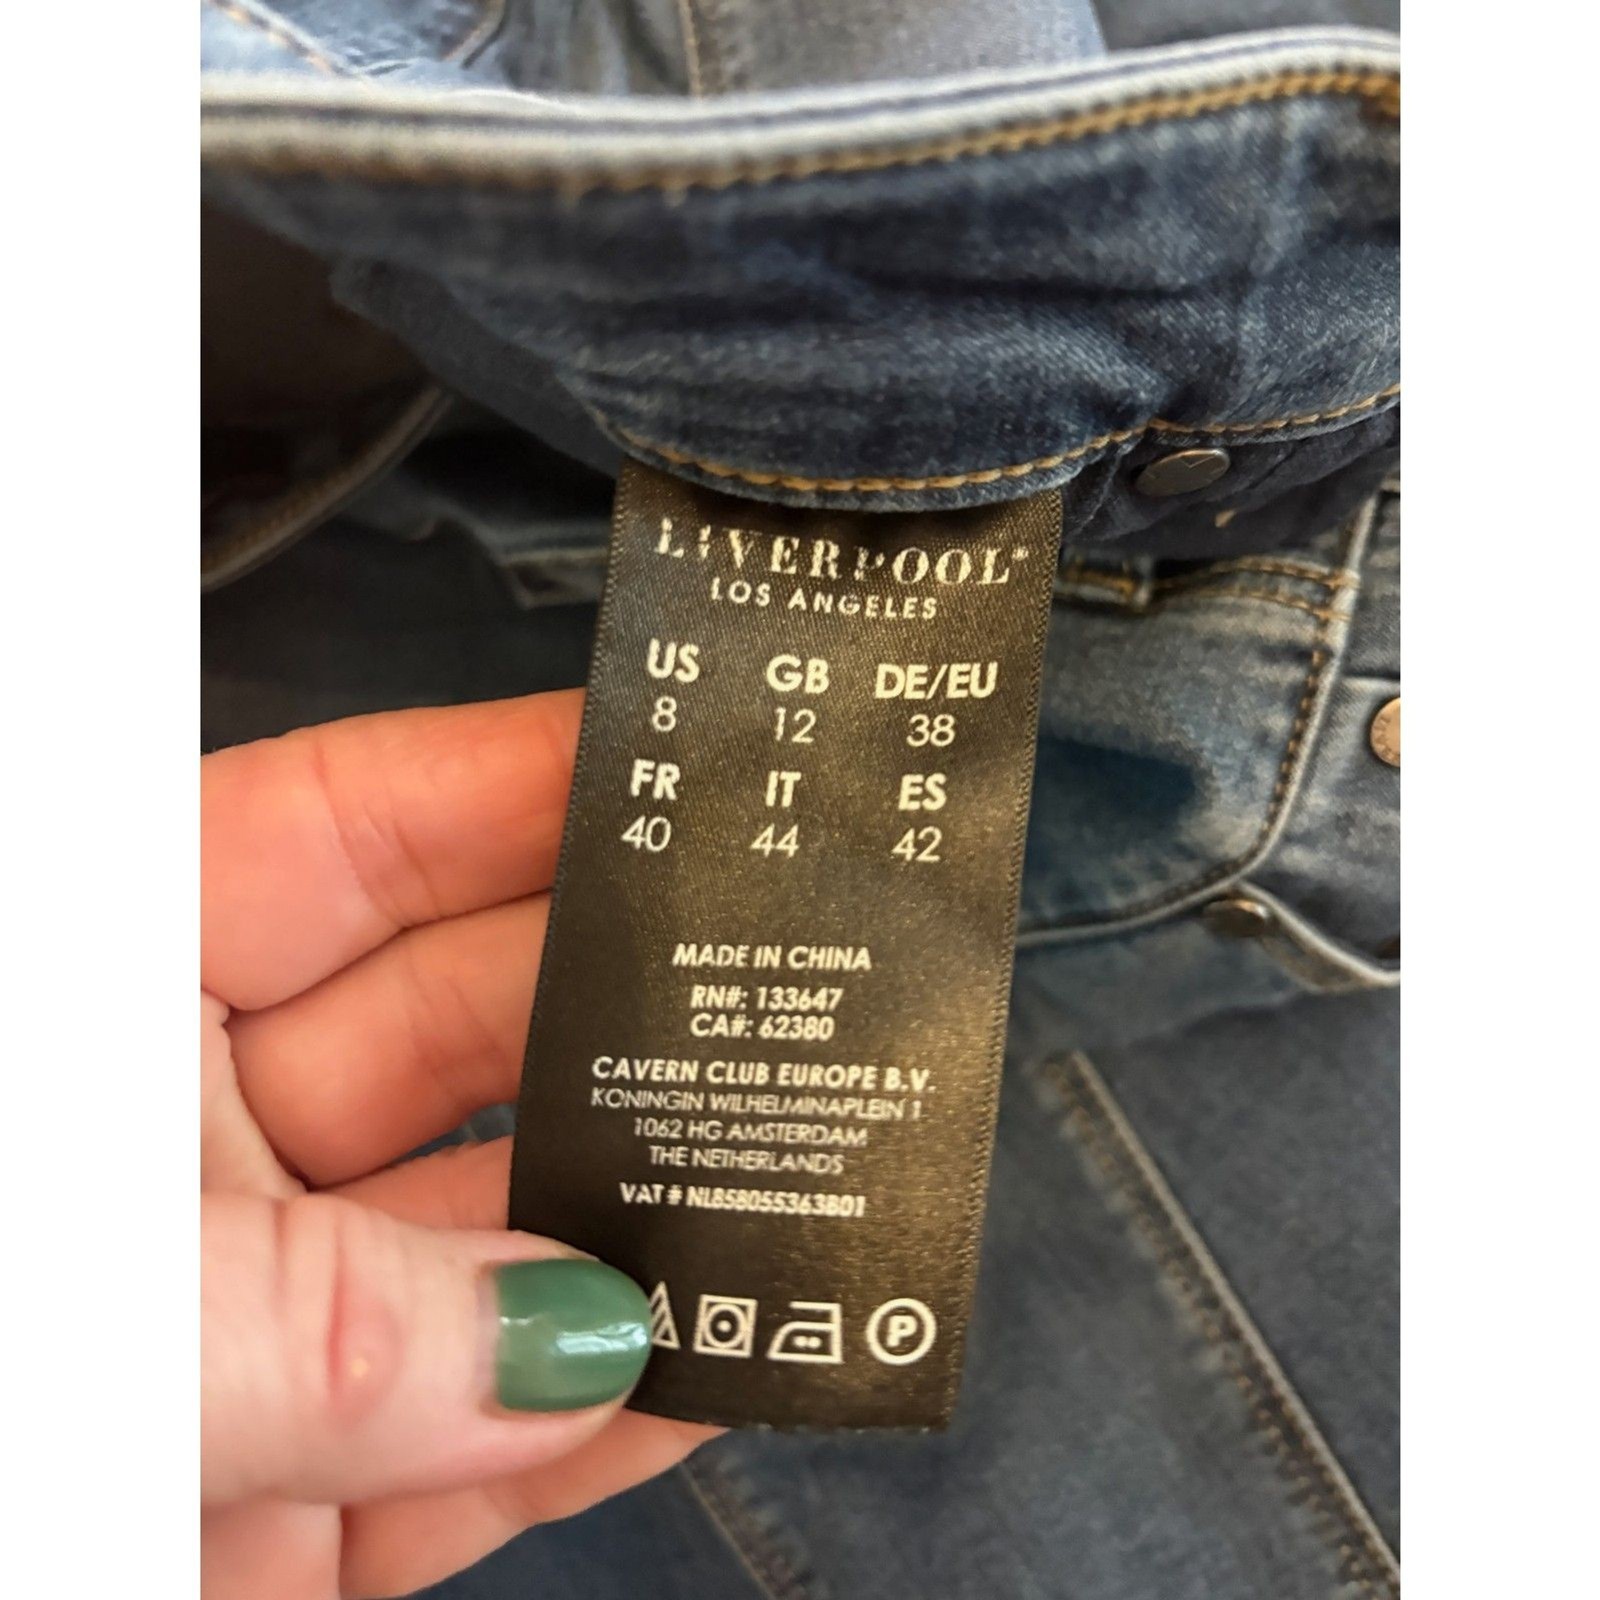 LIVERPOOL®
LOS ANGELES
US GB DE/EU
8 12 38
FR IT ES
40 44 42
MADE IN CHINA
RN#: 133647
CA#: 62380
CAVERN CLUB EUROPE B.V.
KONINGIN WILHELMINAPLEIN 1
1062 HG AMSTERDAM
THE NETHERLANDS
VAT # NL858055363B01
P